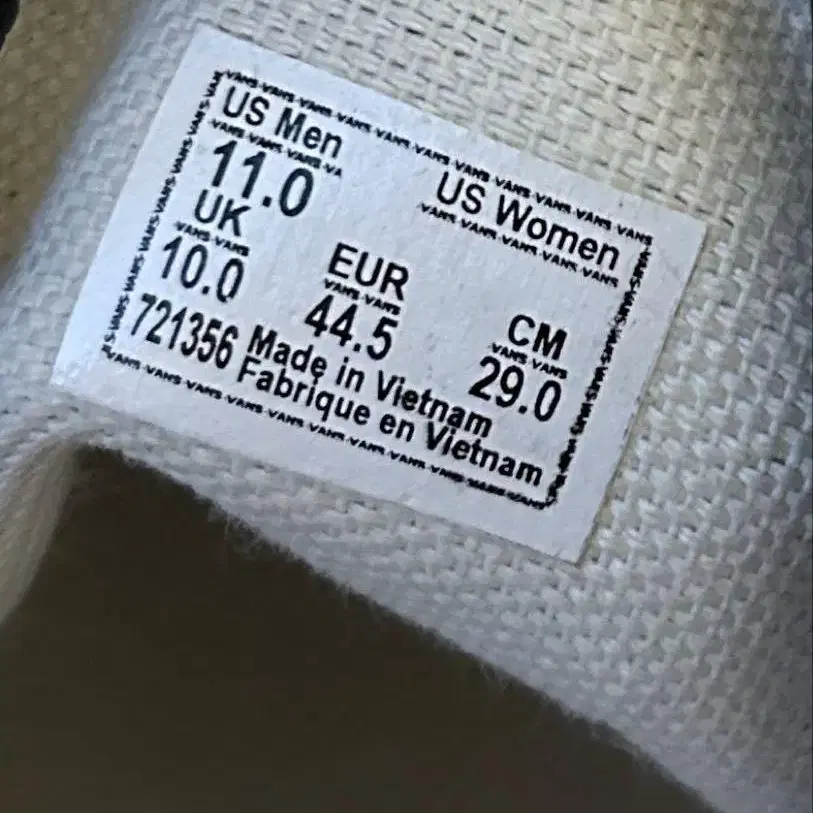 US Men
11.0
US Women
UK
10.0
EUR
44.5
CM
29.0
721356 Made in Vietnam
Fabrique en Vietnam